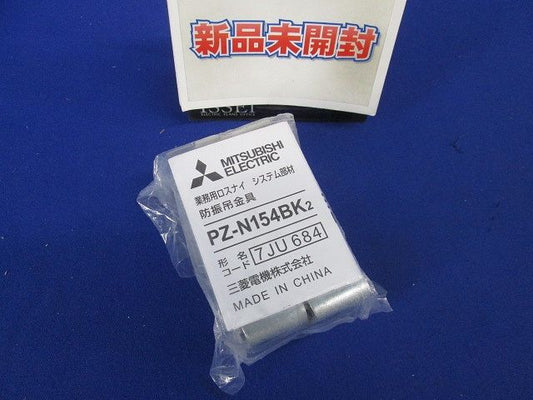 新品未開封
ISSEI
MITSUBISHI
ELECTRIC
業務用ロスナイ システム部材
防振吊金具
PZ-N154BK2
形名
コード 7JU684
三菱電機株式会社
MADE IN CHINA